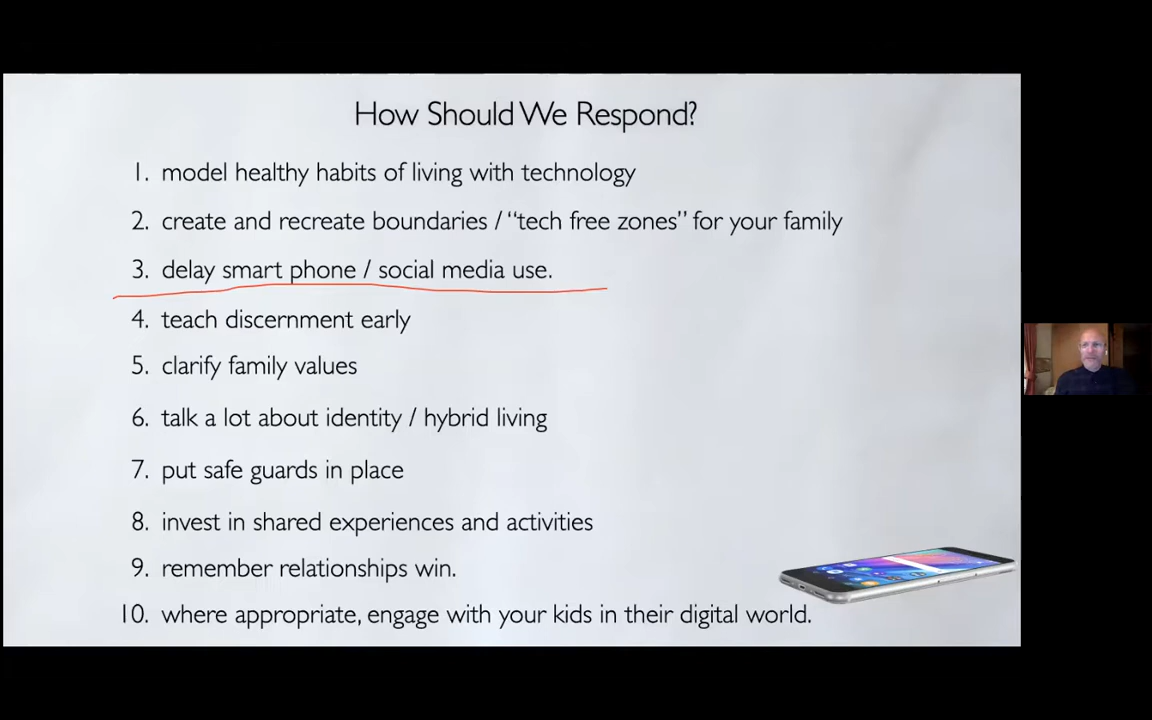 How Should We Respond?
1. model healthy habits of living with technology
2. create and recreate boundaries / “tech free zones” for your family
3. delay smart phone / social media use.
4. teach discernment early
5. clarify family values
6. talk a lot about identity / hybrid living
7. put safe guards in place
8. invest in shared experiences and activities
9. remember relationships win.
10. where appropriate, engage with your kids in their digital world.